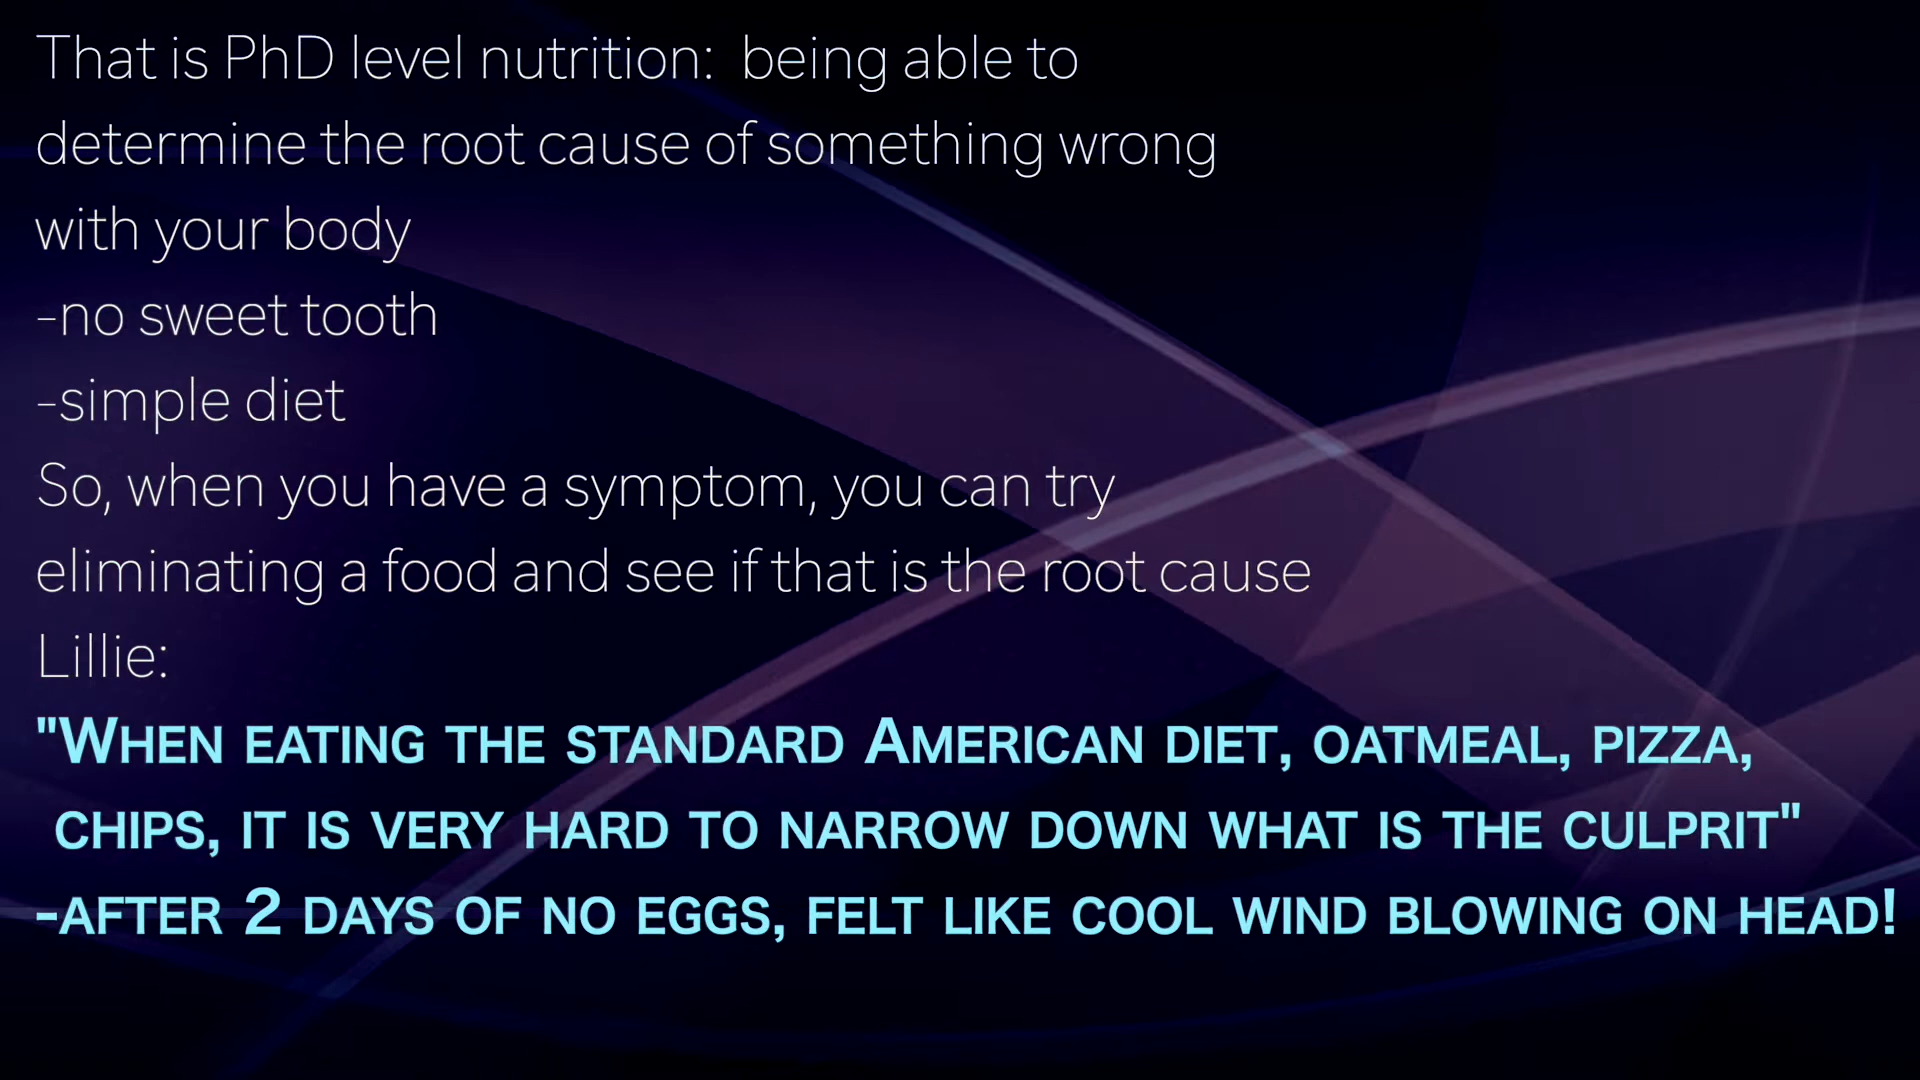 That is PhD level nutrition:  being able to
determine the root cause of something wrong
with your body
-no sweet tooth
-simple diet
So, when you have a symptom, you can try
eliminating a food and see if that is the root cause
Lillie:
"When eating the standard American diet, oatmeal, pizza,
chips, it is very hard to narrow down what is the culprit"
-after 2 days of no eggs, felt like cool wind blowing on head!